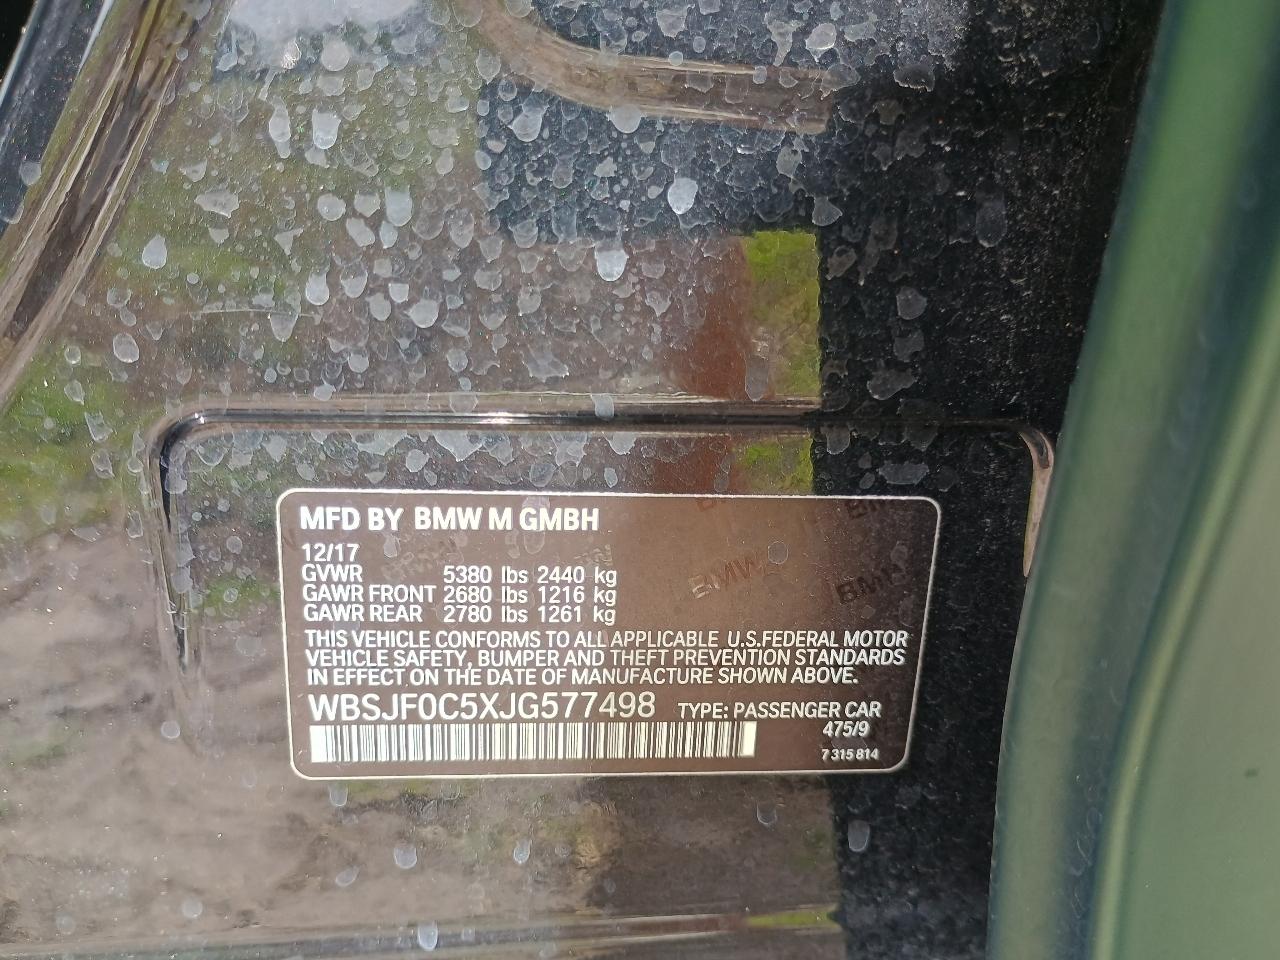 MFD BY BMW M GMBH
12/17
GVWR 5380 lbs 2440 kg
GAWR FRONT 2680 lbs 1216 kg
GAWR REAR 2780 lbs 1261 kg
THIS VEHICLE CONFORMS TO ALL APPLICABLE U.S.FEDERAL MOTOR
VEHICLE SAFETY, BUMPER AND THEFT PREVENTION STANDARDS
IN EFFECT ON THE DATE OF MANUFACTURE SHOWN ABOVE.
WBSJF0C5XJG577498 TYPE: PASSENGER CAR
475/9
7 315 814
BMW
BMW